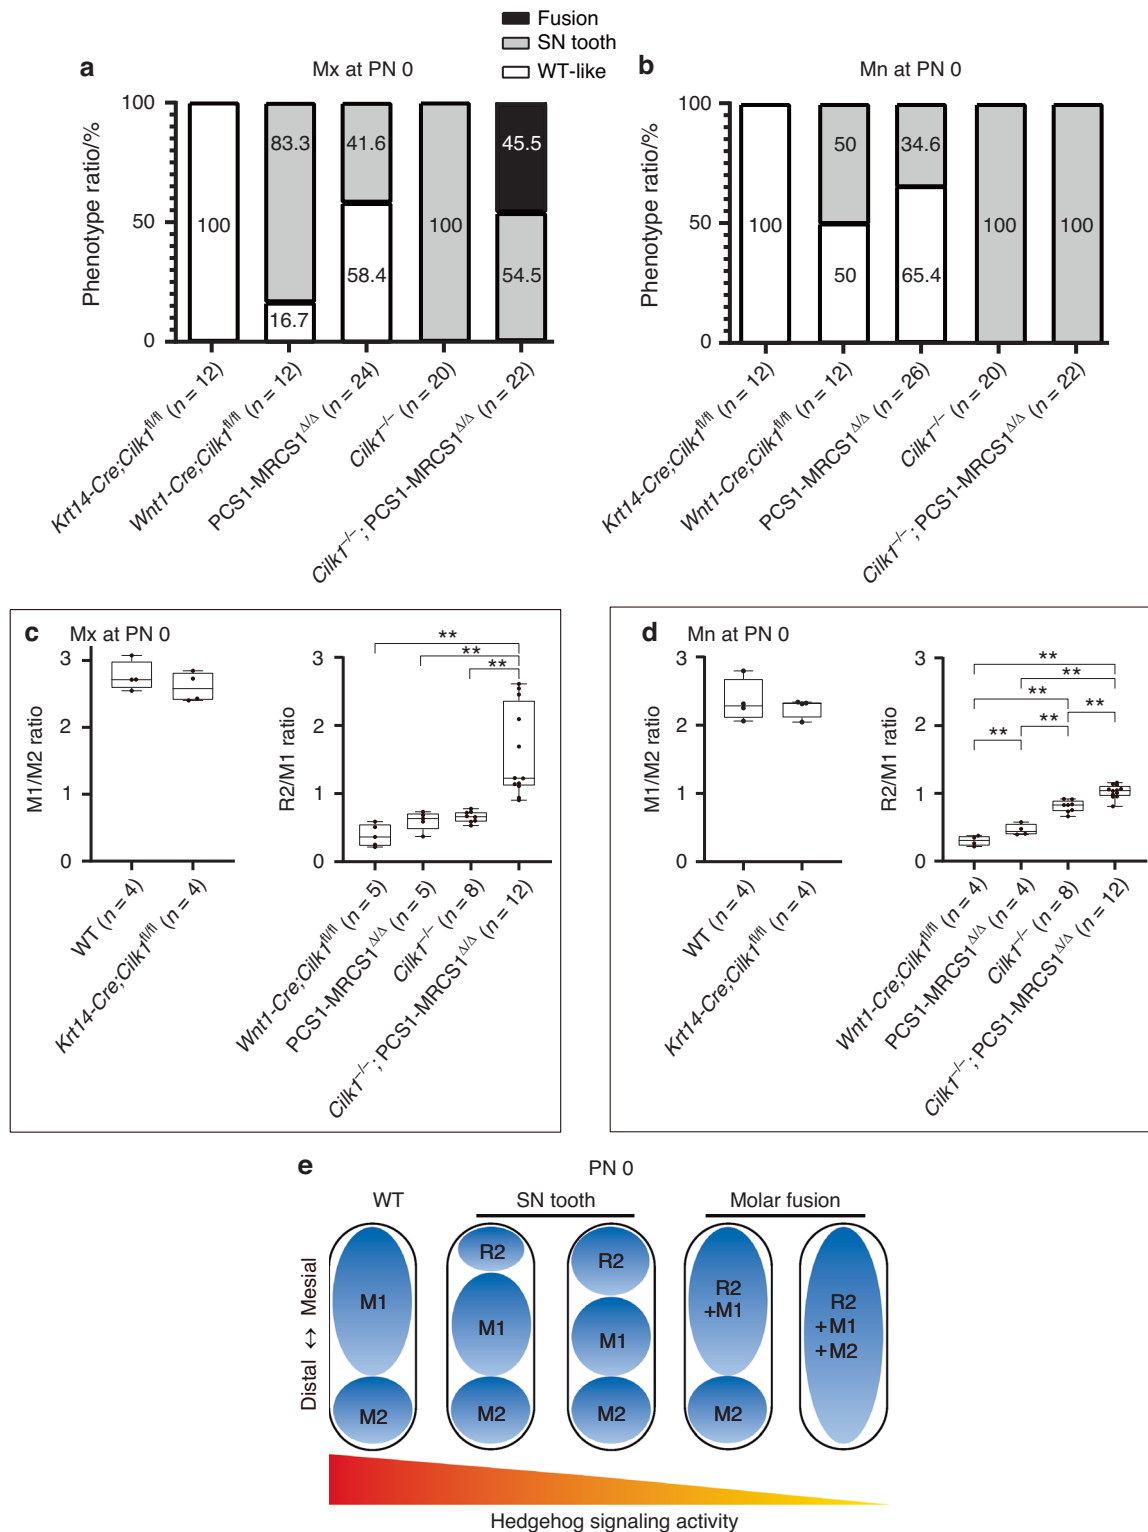 Fusion
SN tooth
WT-like
a
Mx at PN 0
Phenotype ratio/%
100
50
0
100
83.3
16.7
41.6
58.4
100
45.5
54.5
Krt14-Cre;Cilk1fl/fl (n = 12)
Wnt1-Cre;Cilk1fl/fl (n = 12)
PCS1-MRCS1Δ/Δ (n = 24)
Cilk1−/− (n = 20)
Cilk1−/−; PCS1-MRCS1Δ/Δ (n = 22)
b
Mn at PN 0
Phenotype ratio/%
100
50
0
100
50
50
34.6
65.4
100
100
Krt14-Cre;Cilk1fl/fl (n = 12)
Wnt1-Cre;Cilk1fl/fl (n = 12)
PCS1-MRCS1Δ/Δ (n = 26)
Cilk1−/− (n = 20)
Cilk1−/−; PCS1-MRCS1Δ/Δ (n = 22)
c
Mx at PN 0
M1/M2 ratio
3
2
1
0
WT (n = 4)
Krt14-Cre;Cilk1fl/fl (n = 4)
R2/M1 ratio
3
2
1
0
**
**
**
Wnt1-Cre;Cilk1fl/fl (n = 5)
PCS1-MRCS1Δ/Δ (n = 5)
Cilk1−/− (n = 8)
Cilk1−/−; PCS1-MRCS1Δ/Δ (n = 12)
d
Mn at PN 0
M1/M2 ratio
3
2
1
0
WT (n = 4)
Krt14-Cre;Cilk1fl/fl (n = 4)
R2/M1 ratio
3
2
1
0
**
**
**
**
**
**
Wnt1-Cre;Cilk1fl/fl (n = 4)
PCS1-MRCS1Δ/Δ (n = 4)
Cilk1−/− (n = 8)
Cilk1−/−; PCS1-MRCS1Δ/Δ (n = 12)
e
PN 0
WT
SN tooth
Molar fusion
Distal ↔ Mesial
M1
M2
R2
M1
M2
R2
M1
M2
R2
+M1
M2
R2
+M1
+M2
Hedgehog signaling activity